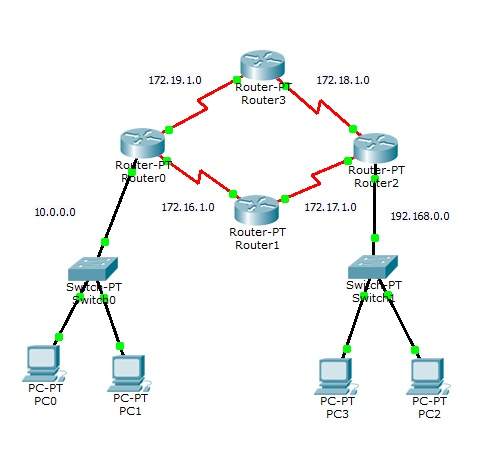 172.19.1.0
172.18.1.0
Router-PT
Router3
Router-PT
Router0
Router-PT
Router2
172.16.1.0
172.17.1.0
Router-PT
Router1
10.0.0.0
192.168.0.0
Switch-PT
Switch0
Switch-PT
Switch1
PC-PT
PC0
PC-PT
PC1
PC-PT
PC3
PC-PT
PC2